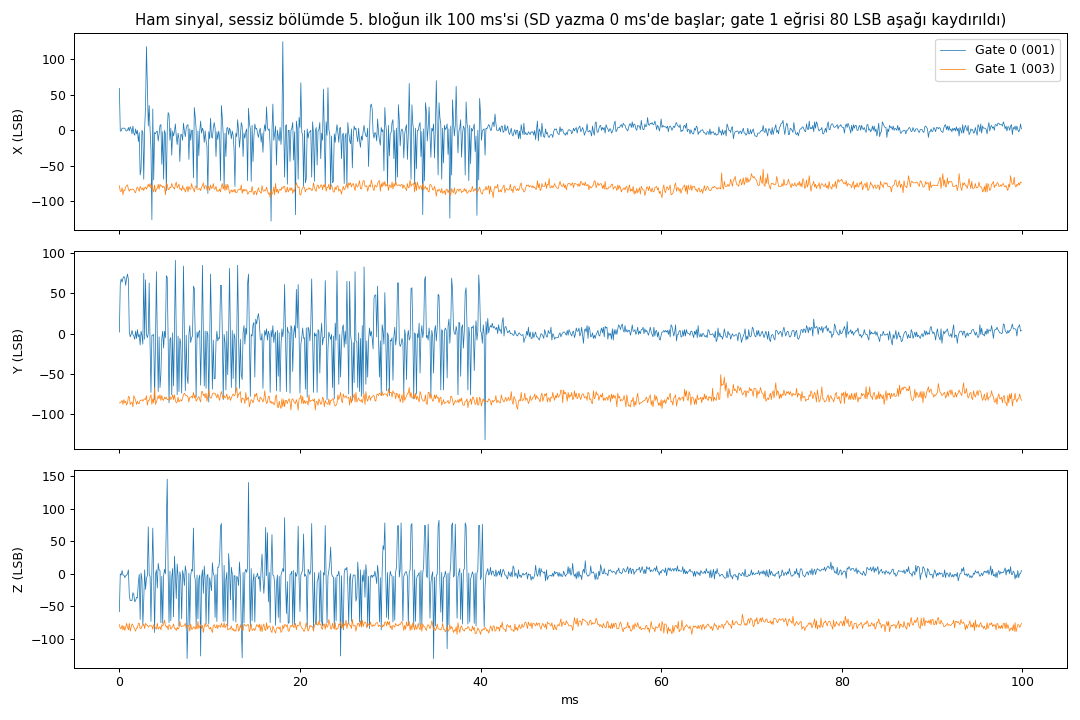 Ham sinyal, sessiz bölümde 5. bloğun ilk 100 ms'si (SD yazma 0 ms'de başlar; gate 1 eğrisi 80 LSB aşağı kaydırıldı)
Gate 0 (001)
Gate 1 (003)
X (LSB)
100
50
0
−50
−100
Y (LSB)
100
50
0
−50
−100
Z (LSB)
150
100
50
0
−50
−100
0 20 40 60 80 100
ms